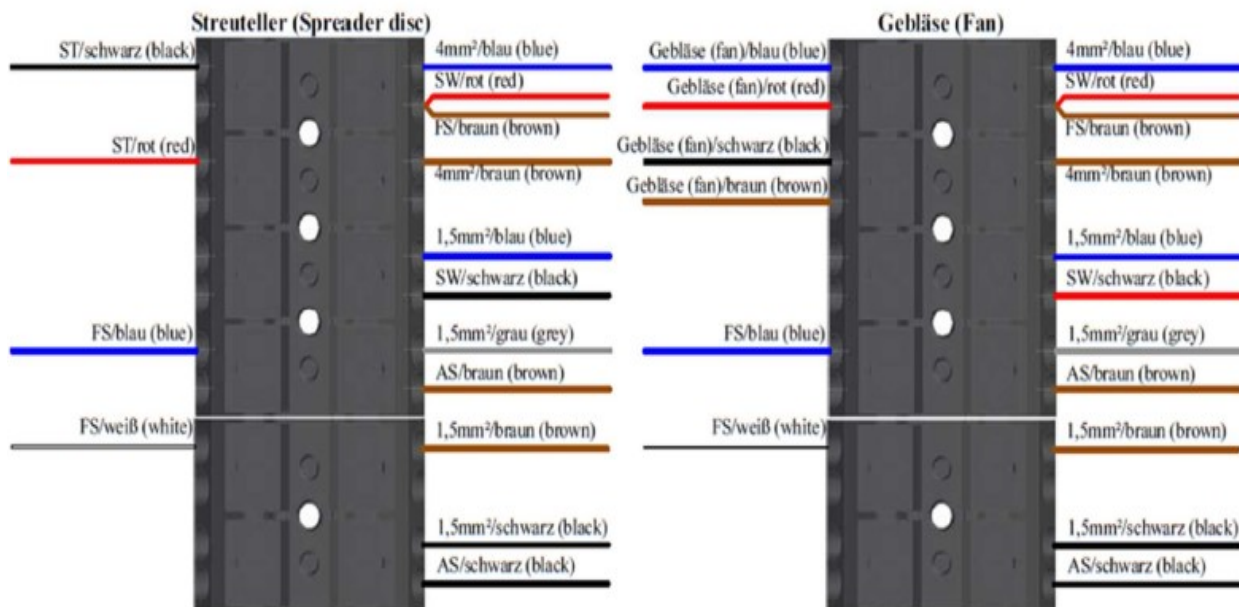 Streuteller (Spreader disc)
ST/schwarz (black)
ST/rot (red)
FS/blau (blue)
FS/weiß (white)
4mm²/blau (blue)
SW/rot (red)
FS/braun (brown)
4mm²/braun (brown)
1,5mm²/blau (blue)
SW/schwarz (black)
1,5mm²/grau (grey)
AS/braun (brown)
1,5mm²/braun (brown)
1,5mm²/schwarz (black)
AS/schwarz (black)
Gebläse (Fan)
Gebläse (fan)/blau (blue)
Gebläse (fan)/rot (red)
Gebläse (fan)/schwarz (black)
Gebläse (fan)/braun (brown)
FS/blau (blue)
FS/weiß (white)
4mm²/blau (blue)
SW/rot (red)
FS/braun (brown)
4mm²/braun (brown)
1,5mm²/blau (blue)
SW/schwarz (black)
1,5mm²/grau (grey)
AS/braun (brown)
1,5mm²/braun (brown)
1,5mm²/schwarz (black)
AS/schwarz (black)